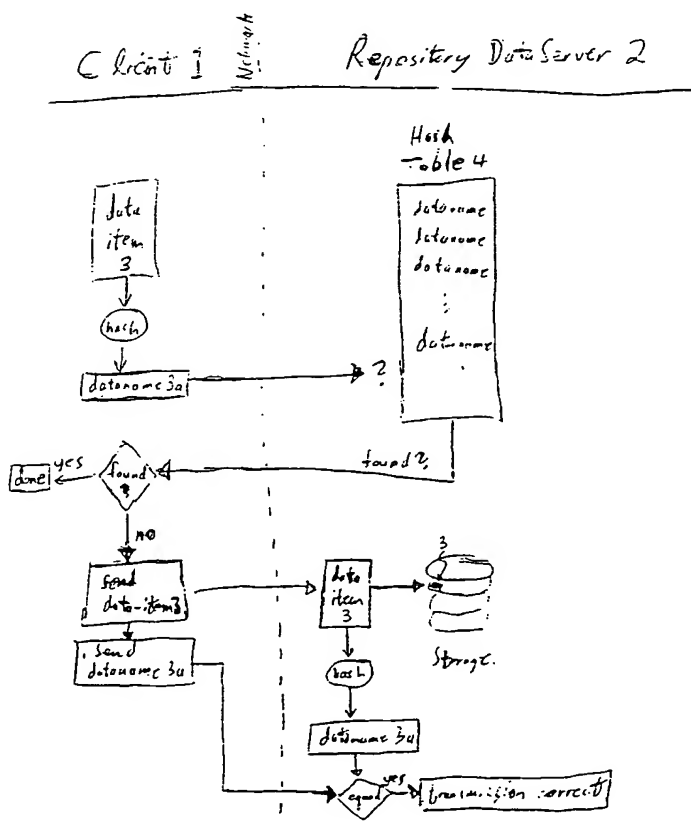 Client 1
Network
Repository Data Server 2
Hash
Table 4
data
item
3
dataname
dataname
dataname
dataname
hash
dataname 3a
?
found?
done
yes
found
?
no
send
data-item 3
data
item
3
3
Storage.
send
dataname 3a
hash
dataname 3a
equal
yes
transmission correct